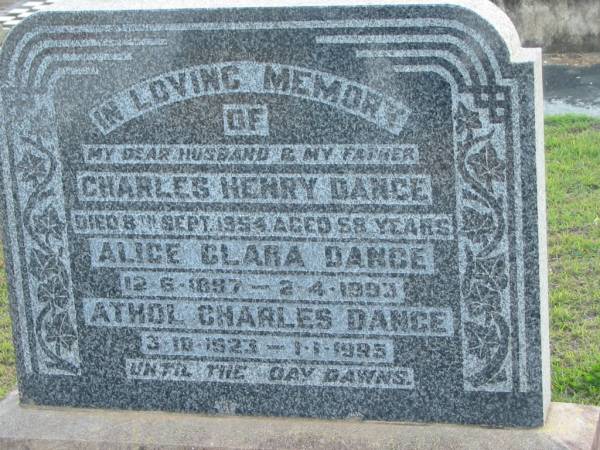 IN LOVING MEMORY
OF
MY DEAR HUSBAND & MY FATHER
CHARLES HENRY DANCE
DIED 8TH SEPT. 1954 AGED 58 YEARS
ALICE CLARA DANCE
12-6-1897 — 2-4-1993
ATHOL CHARLES DANCE
3-10-1923 — 1-1-1995
UNTIL THE DAY DAWNS.